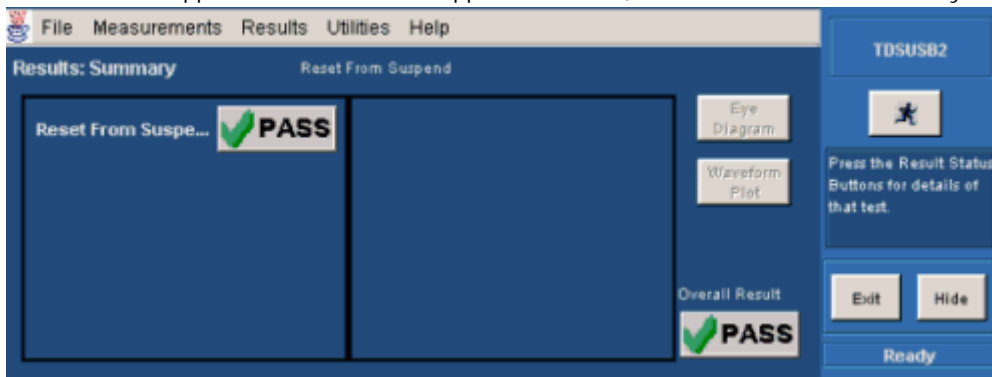 File Measurements Results Utilities Help
TDSUSB2
Results: Summary Reset From Suspend
Reset From Suspe... PASS
Eye
Diagram
Waveform
Plot
Press the Result Status
Buttons for details of
that test.
Overall Result
PASS
Exit Hide
Ready